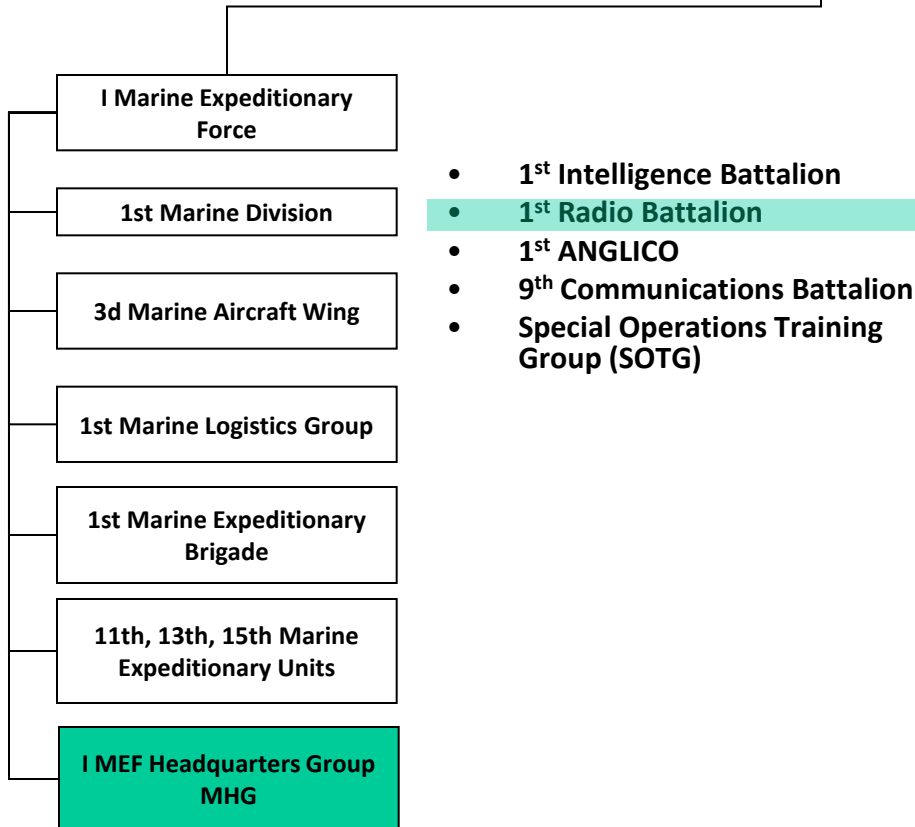 I Marine Expeditionary
Force
1st Marine Division
3d Marine Aircraft Wing
1st Marine Logistics Group
1st Marine Expeditionary
Brigade
11th, 13th, 15th Marine
Expeditionary Units
I MEF Headquarters Group
MHG
• 1st Intelligence Battalion
• 1st Radio Battalion
• 1st ANGLICO
• 9th Communications Battalion
• Special Operations Training
Group (SOTG)